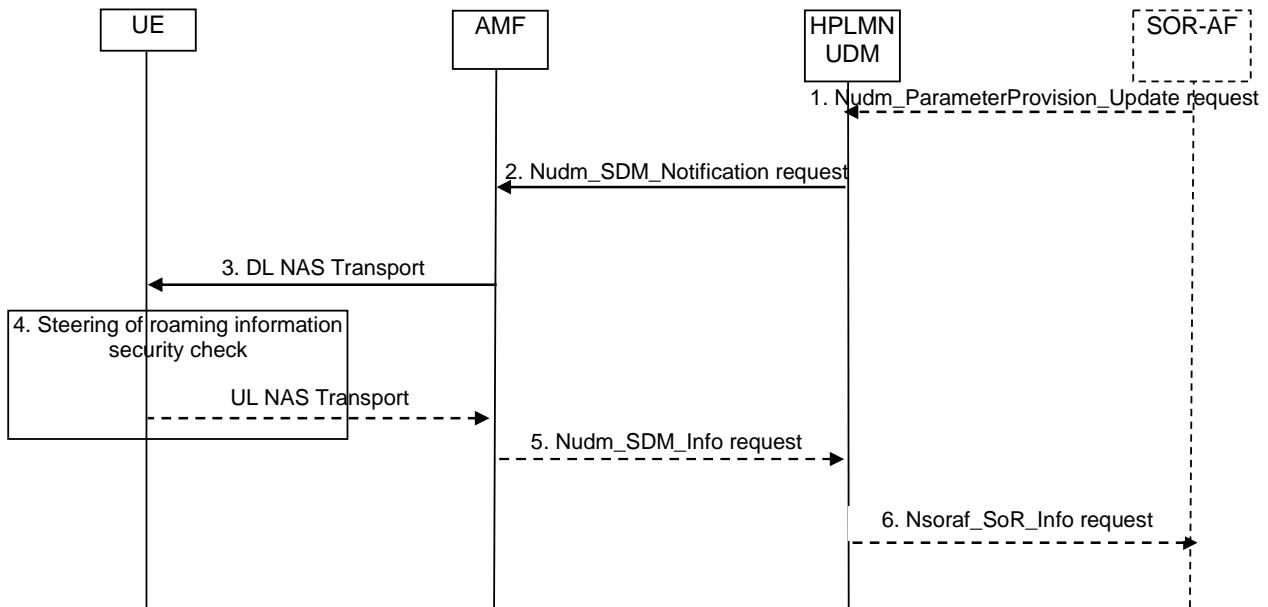 UE
AMF
HPLMN
UDM
SOR-AF
1. Nudm_ParameterProvision_Update request
2. Nudm_SDM_Notification request
3. DL NAS Transport
4. Steering of roaming information
security check
UL NAS Transport
5. Nudm_SDM_Info request
6. Nsoraf_SoR_Info request